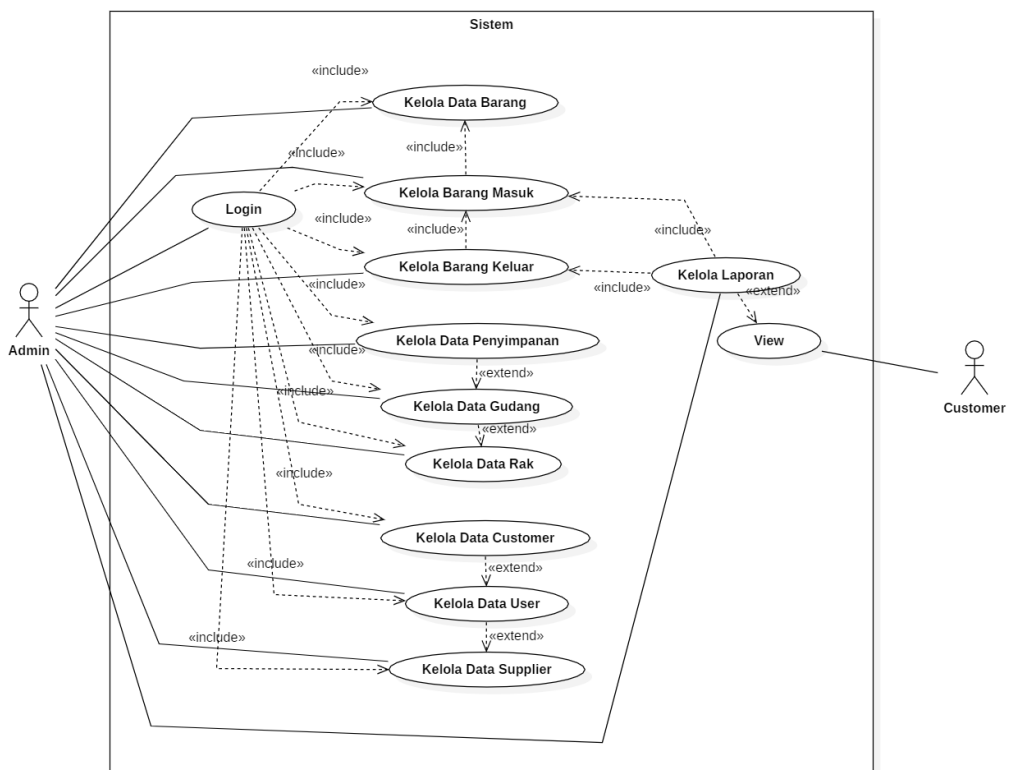 Sistem
«include»
Kelola Data Barang
«include»
«include»
Kelola Barang Masuk
Login
«include»
«include»
«include»
Kelola Barang Keluar
Kelola Laporan
«include»
«include»
«extend»
Admin
Kelola Data Penyimpanan
View
«include»
«extend»
«include»
Kelola Data Gudang
Customer
«extend»
Kelola Data Rak
«include»
Kelola Data Customer
«include»
«extend»
Kelola Data User
«include»
«extend»
Kelola Data Supplier